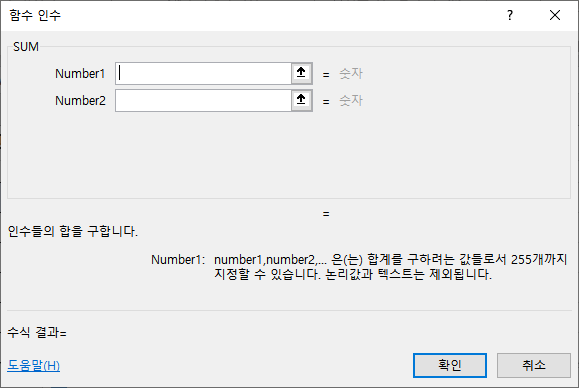 함수 인수
?
SUM
Number1 = 숫자
Number2 = 숫자
=
인수들의 합을 구합니다.
Number1: number1,number2,... 은(는) 합계를 구하려는 값들로서 255개까지
지정할 수 있습니다. 논리값과 텍스트는 제외됩니다.
수식 결과=
도움말(H)
확인 취소